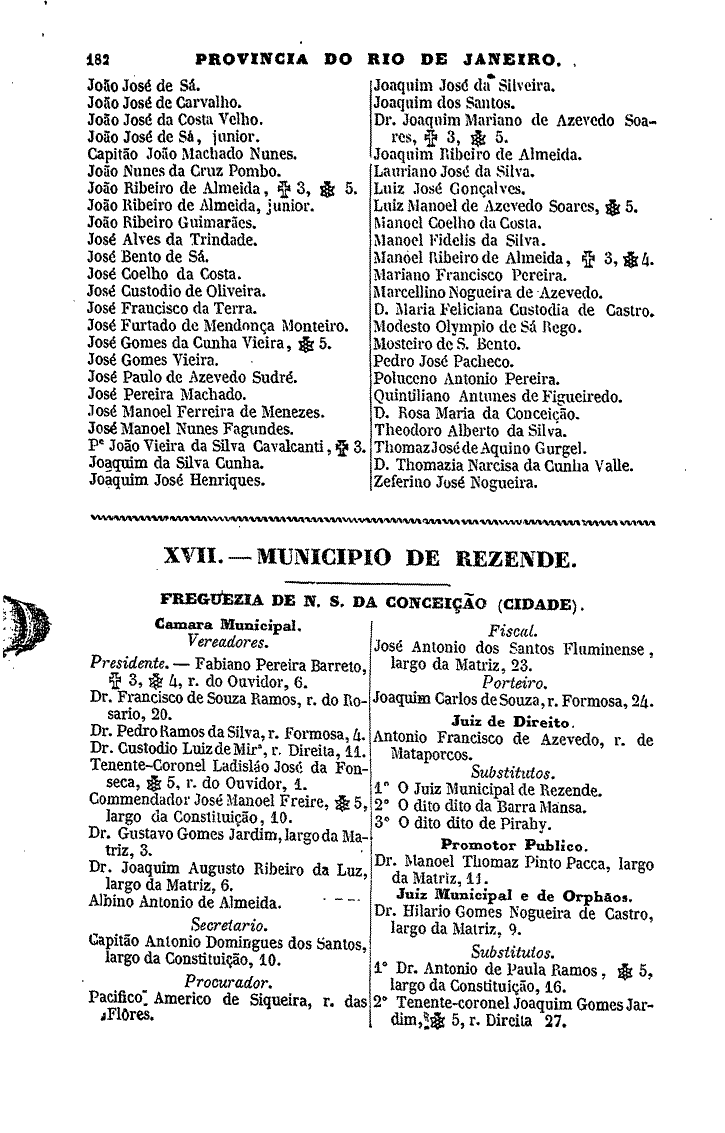 182 PROVINCIA DO RIO DE JANEIRO.
João José de Sá.
João José de Carvalho.
João José da Costa Velho.
João José de Sá, junior.
Capitão João Machado Nunes.
João Nunes da Cruz Pombo.
João Ribeiro de Almeida, 3, 5.
João Ribeiro de Almeida, junior.
João Ribeiro Guimarães.
José Alves da Trindade.
José Bento de Sá.
José Coelho da Costa.
José Custodio de Oliveira.
José Francisco da Terra.
José Furtado de Mendonça Monteiro.
José Gomes da Cunha Vieira, 5.
José Gomes Vieira.
José Paulo de Azevedo Sudré.
José Pereira Machado.
José Manoel Ferreira de Menezes.
José Manoel Nunes Fagundes.
Pe João Vieira da Silva Cavalcanti, 3.
Joaquim da Silva Cunha.
Joaquim José Henriques.
Joaquim José da Silveira.
Joaquim dos Santos.
Dr. Joaquim Mariano de Azevedo Soa-
res, 3, 5.
Joaquim Ribeiro de Almeida.
Lauriano José da Silva.
Luiz José Gonçalves.
Luiz Manoel de Azevedo Soares, 5.
Manoel Coelho da Costa.
Manoel Fidelis da Silva.
Manoel Ribeiro de Almeida, 3, 4.
Mariano Francisco Pereira.
Marcellino Nogueira de Azevedo.
D. Maria Feliciana Custodia de Castro.
Modesto Olympio de Sá Rego.
Mosteiro de S. Bento.
Pedro José Pacheco.
Poluceno Antonio Pereira.
Quintiliano Antunes de Figueiredo.
D. Rosa Maria da Conceição.
Theodoro Alberto da Silva.
Thomaz José de Aquino Gurgel.
D. Thomazia Narcisa da Cunha Valle.
Zeferino José Nogueira.
XVII. — MUNICIPIO DE REZENDE.
FREGUEZIA DE N. S. DA CONCEIÇÃO (CIDADE).
Camara Municipal.
Vereadores.
Presidente. — Fabiano Pereira Barreto,
3, 4, r. do Ouvidor, 6.
Dr. Francisco de Souza Ramos, r. do Ro-
sario, 20.
Dr. Pedro Ramos da Silva, r. Formosa, 4.
Dr. Custodio Luiz de Mirª, r. Direita, 11.
Tenente-Coronel Ladisláo José da Fon-
seca, 5, r. do Ouvidor, 1.
Commendador José Manoel Freire, 5,
largo da Constituição, 10.
Dr. Gustavo Gomes Jardim, largo da Ma-
triz, 3.
Dr. Joaquim Augusto Ribeiro da Luz,
largo da Matriz, 6.
Albino Antonio de Almeida.
Secretario.
Capitão Antonio Domingues dos Santos,
largo da Constituição, 10.
Procurador.
Pacifico Americo de Siqueira, r. das
Flôres.
Fiscal.
José Antonio dos Santos Fluminense,
largo da Matriz, 23.
Porteiro.
Joaquim Carlos de Souza, r. Formosa, 24.
Juiz de Direito.
Antonio Francisco de Azevedo, r. de
Mataporcos.
Substitutos.
1º O Juiz Municipal de Rezende.
2º O dito dito da Barra Mansa.
3º O dito dito de Pirahy.
Promotor Publico.
Dr. Manoel Thomaz Pinto Pacca, largo
da Matriz, 11.
Juiz Municipal e de Orphãos.
Dr. Hilario Gomes Nogueira de Castro,
largo da Matriz, 9.
Substitutos.
1º Dr. Antonio de Paula Ramos, 5,
largo da Constituição, 16.
2º Tenente-coronel Joaquim Gomes Jar-
dim, 5, r. Direita 27.